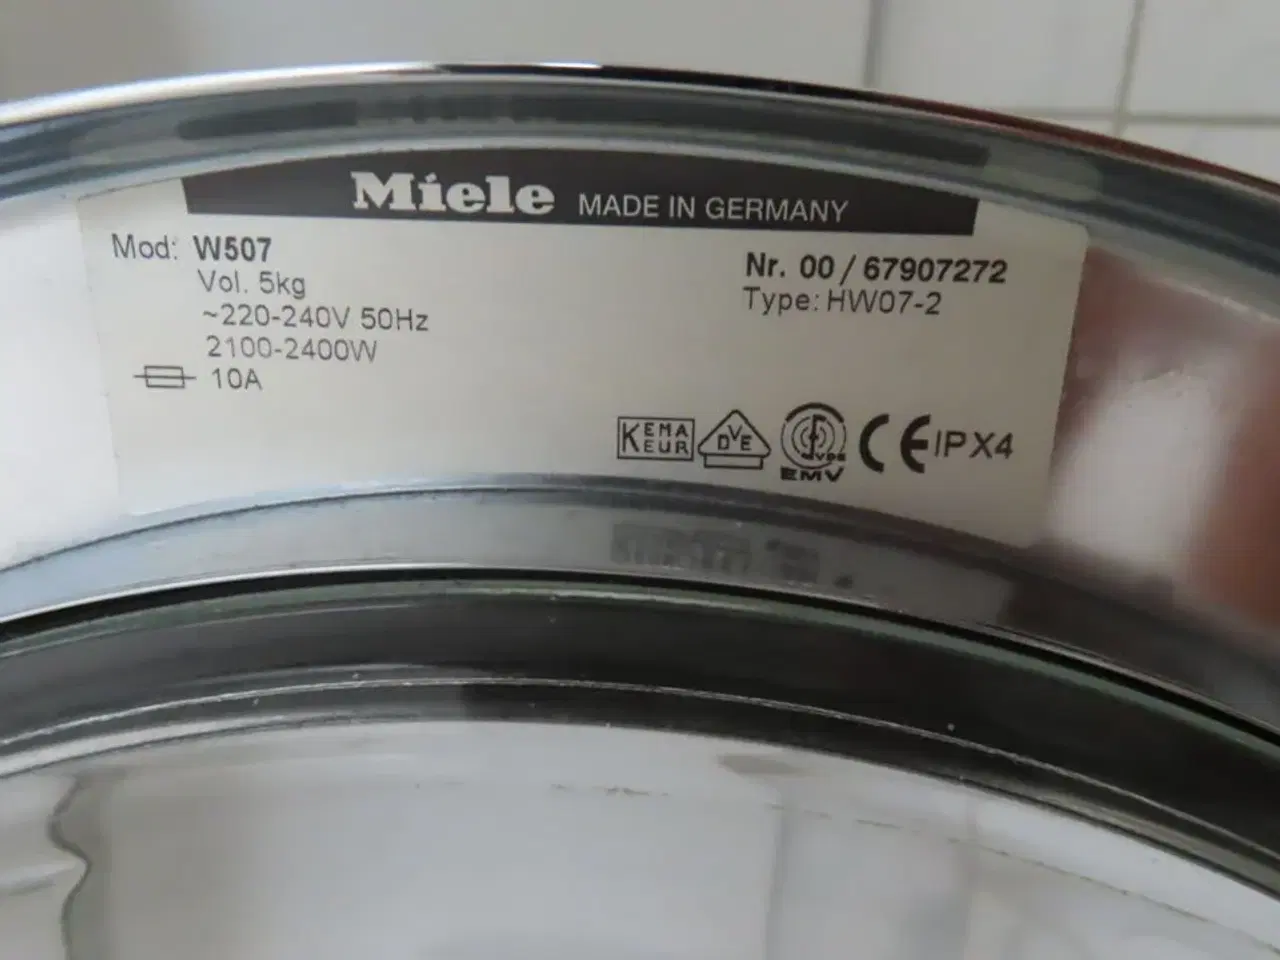 Miele MADE IN GERMANY
Mod: W507
Vol. 5kg
~220-240V 50Hz
2100-2400W
10A
Nr. 00 / 67907272
Type: HW07-2
KEMA KEUR
DVE
VDE
EMV
CE IPX4